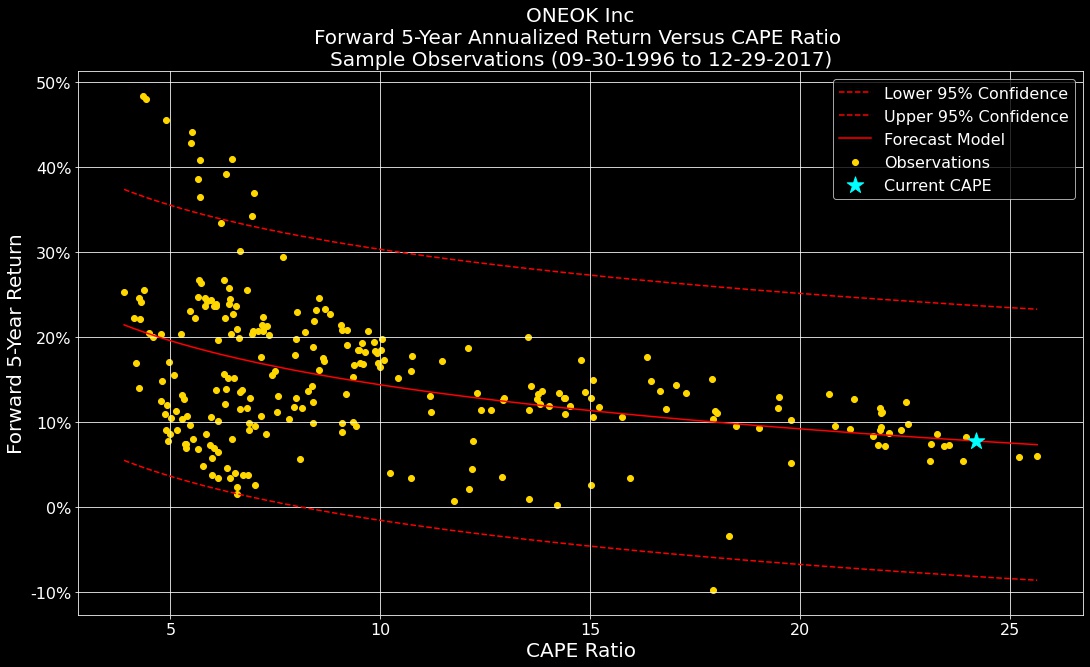 ONEOK Inc
Forward 5-Year Annualized Return Versus CAPE Ratio
Sample Observations (09-30-1996 to 12-29-2017)
Lower 95% Confidence
Upper 95% Confidence
Forecast Model
Observations
Current CAPE
Forward 5-Year Return
50%
40%
30%
20%
10%
0%
-10%
5
10
15
20
25
CAPE Ratio